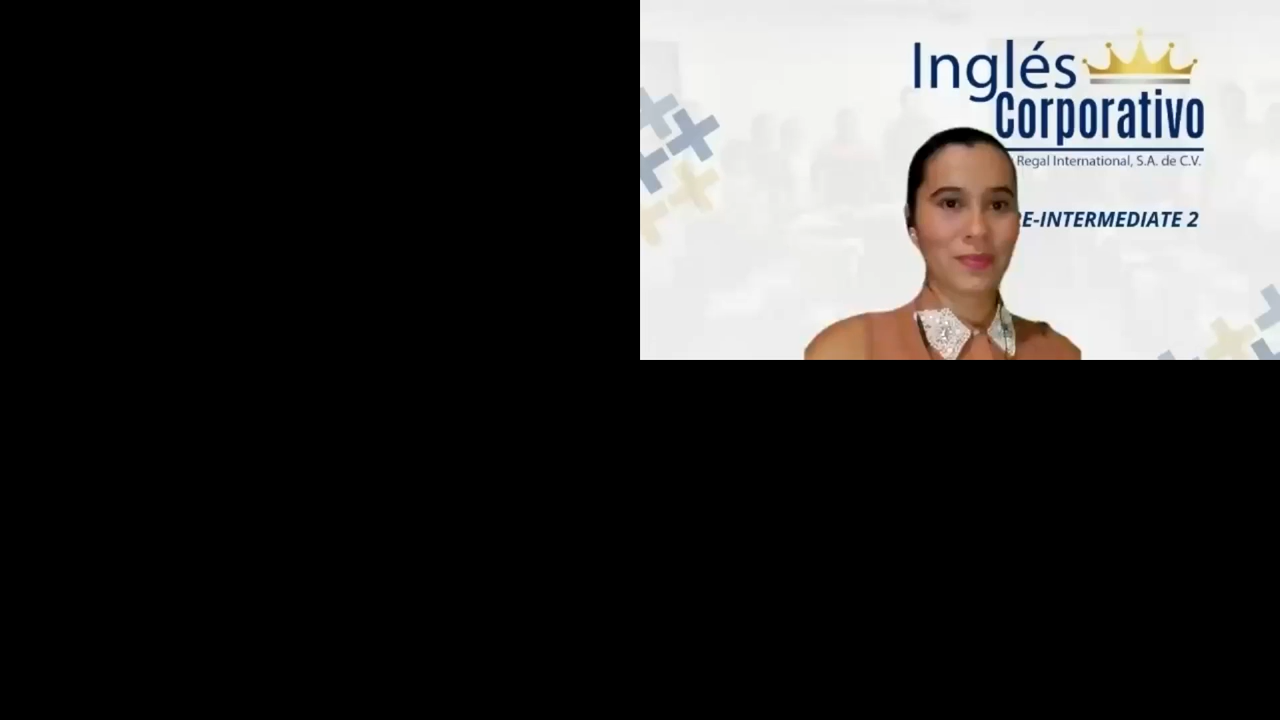 Inglés
Corporativo
Regal International, S.A. de C.V.
E-INTERMEDIATE 2